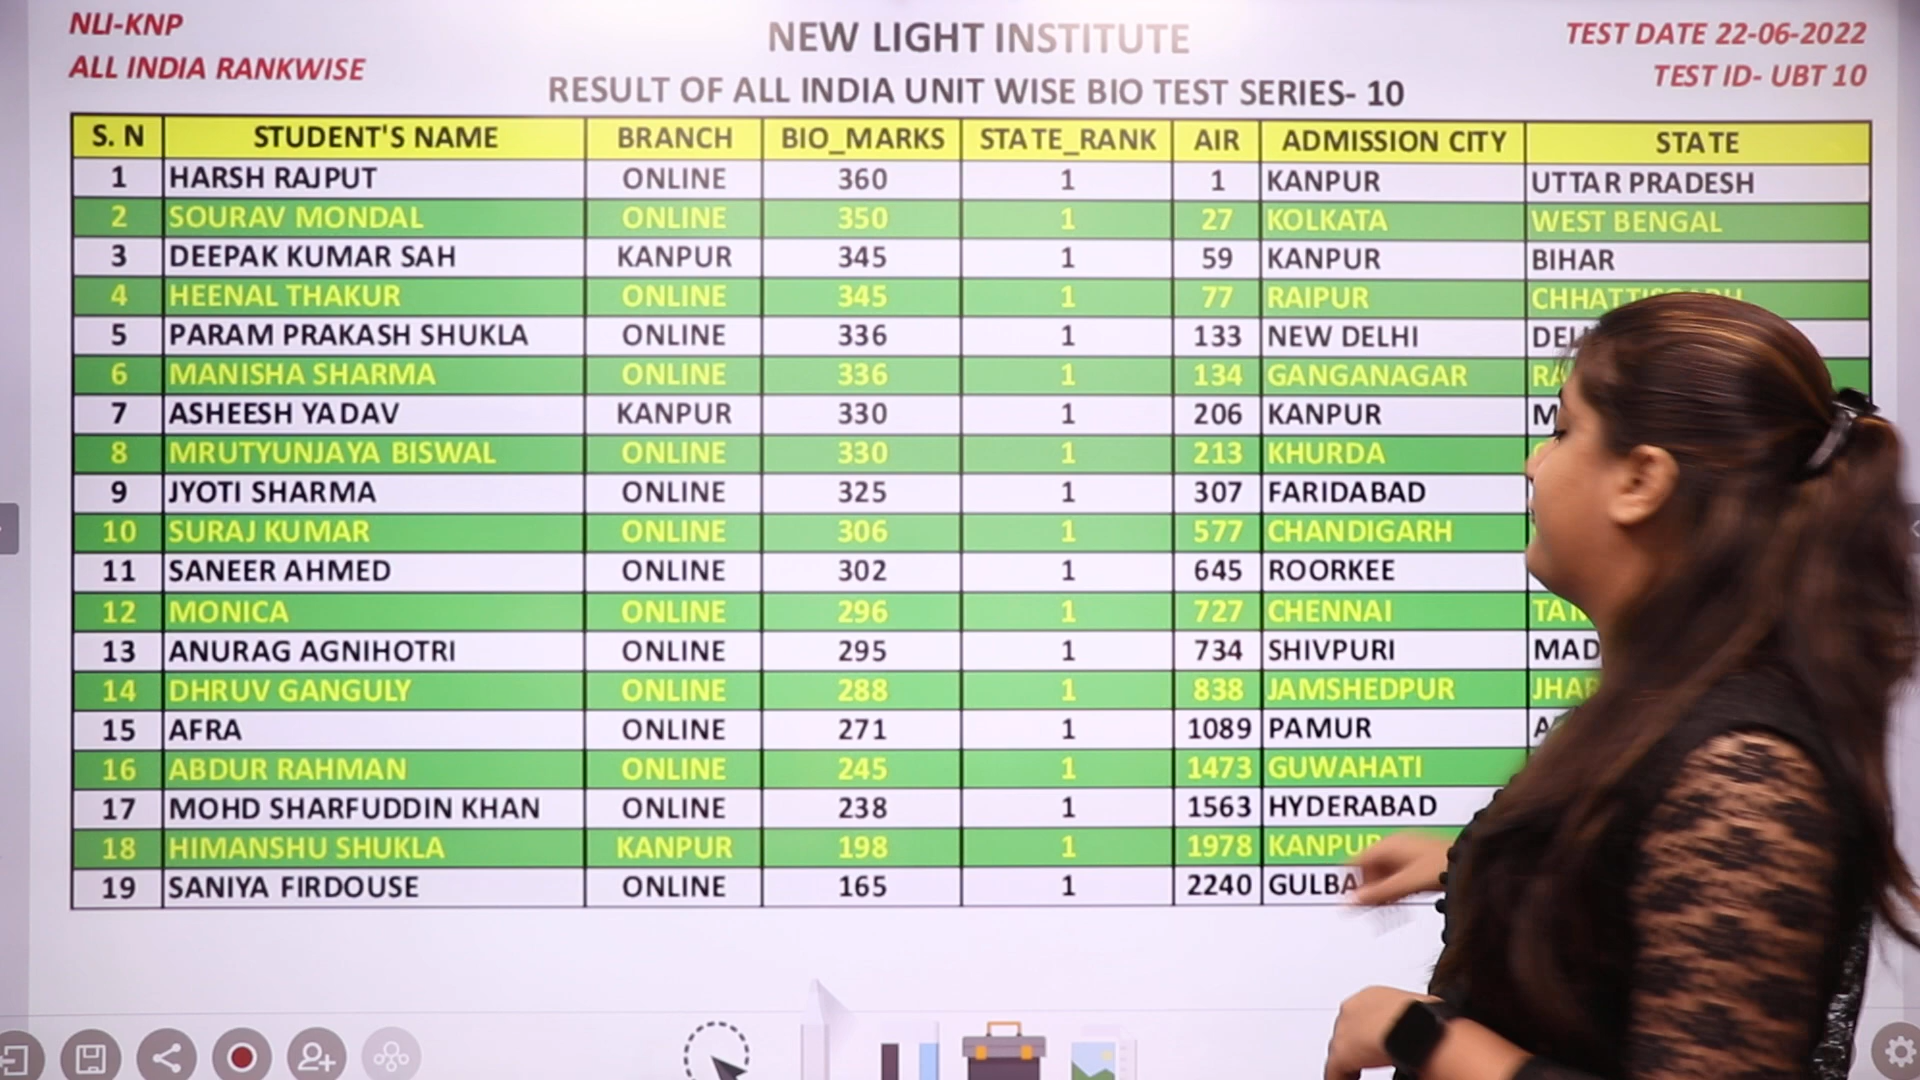 NLI-KNP
ALL INDIA RANKWISE
NEW LIGHT INSTITUTE
RESULT OF ALL INDIA UNIT WISE BIO TEST SERIES- 10
TEST DATE 22-06-2022
TEST ID- UBT 10
S. N STUDENT'S NAME BRANCH BIO_MARKS STATE_RANK AIR ADMISSION CITY STATE
1 HARSH RAJPUT ONLINE 360 1 1 KANPUR UTTAR PRADESH
2 SOURAV MONDAL ONLINE 350 1 27 KOLKATA WEST BENGAL
3 DEEPAK KUMAR SAH KANPUR 345 1 59 KANPUR BIHAR
4 HEENAL THAKUR ONLINE 345 1 77 RAIPUR CHHATTISGARH
5 PARAM PRAKASH SHUKLA ONLINE 336 1 133 NEW DELHI
6 MANISHA SHARMA ONLINE 336 1 134 GANGANAGAR
7 ASHEESH YADAV KANPUR 330 1 206 KANPUR
8 MRUTYUNJAYA BISWAL ONLINE 330 1 213 KHURDA
9 JYOTI SHARMA ONLINE 325 1 307 FARIDABAD
10 SURAJ KUMAR ONLINE 306 1 577 CHANDIGARH
11 SANEER AHMED ONLINE 302 1 645 ROORKEE
12 MONICA ONLINE 296 1 727 CHENNAI
13 ANURAG AGNIHOTRI ONLINE 295 1 734 SHIVPURI
14 DHRUV GANGULY ONLINE 288 1 838 JAMSHEDPUR
15 AFRA ONLINE 271 1 1089 PAMUR
16 ABDUR RAHMAN ONLINE 245 1 1473 GUWAHATI
17 MOHD SHARFUDDIN KHAN ONLINE 238 1 1563 HYDERABAD
18 HIMANSHU SHUKLA KANPUR 198 1 1978 KANPUR
19 SANIYA FIRDOUSE ONLINE 165 1 2240